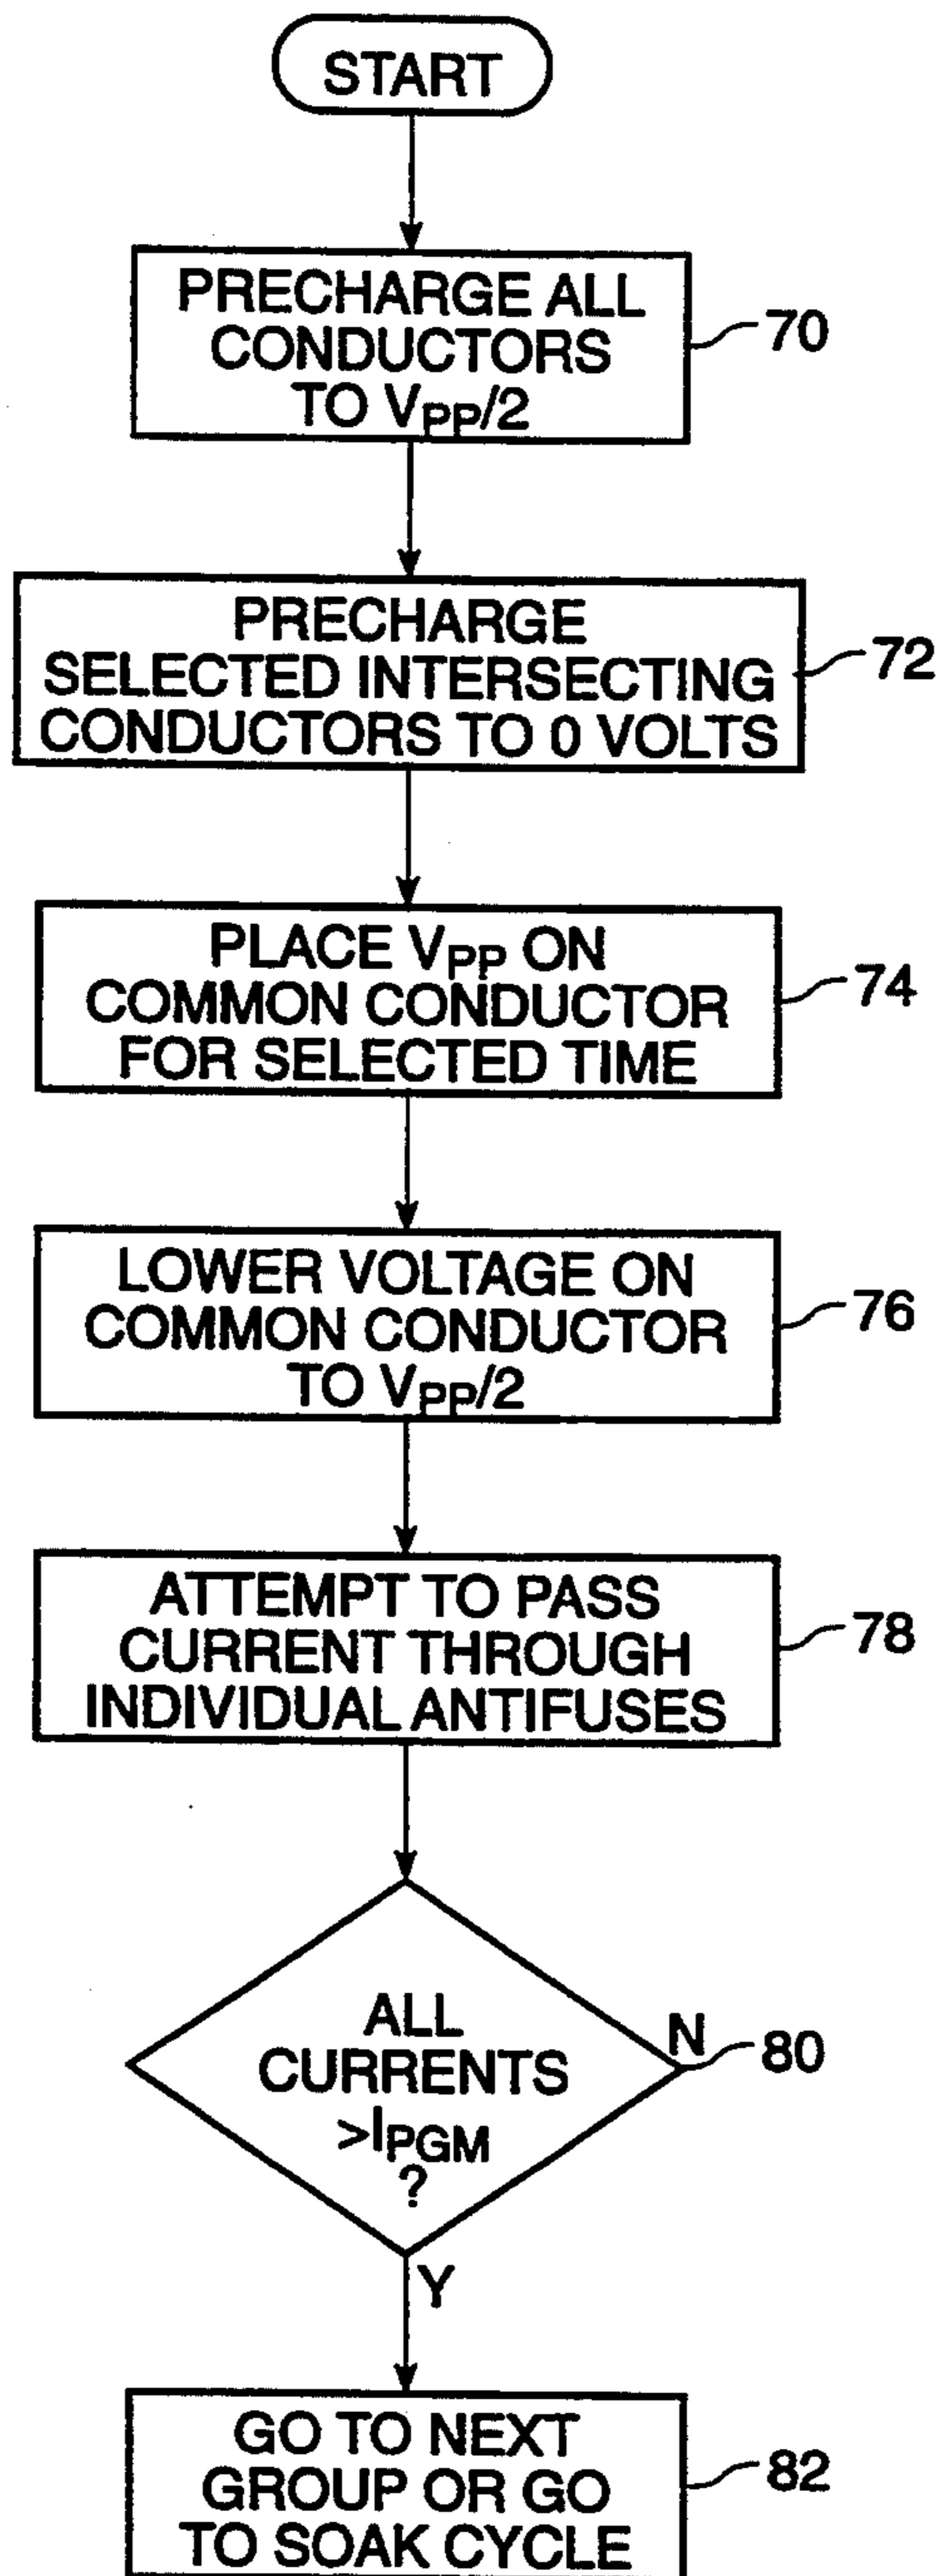 START
PRECHARGE ALL
CONDUCTORS
TO VPP/2
70
PRECHARGE
SELECTED INTERSECTING
CONDUCTORS TO 0 VOLTS
72
PLACE VPP ON
COMMON CONDUCTOR
FOR SELECTED TIME
74
LOWER VOLTAGE ON
COMMON CONDUCTOR
TO VPP/2
76
ATTEMPT TO PASS
CURRENT THROUGH
INDIVIDUAL ANTIFUSES
78
ALL
CURRENTS
>IPGM
?
N
80
Y
GO TO NEXT
GROUP OR GO
TO SOAK CYCLE
82